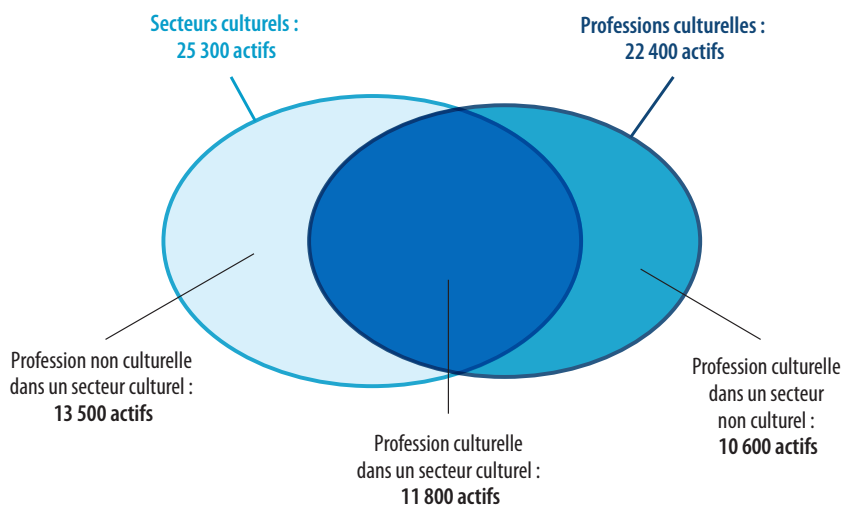 Secteurs culturels :
25 300 actifs
Professions culturelles :
22 400 actifs
Profession non culturelle
dans un secteur culturel :
13 500 actifs
Profession culturelle
dans un secteur culturel :
11 800 actifs
Profession culturelle
dans un secteur
non culturel :
10 600 actifs